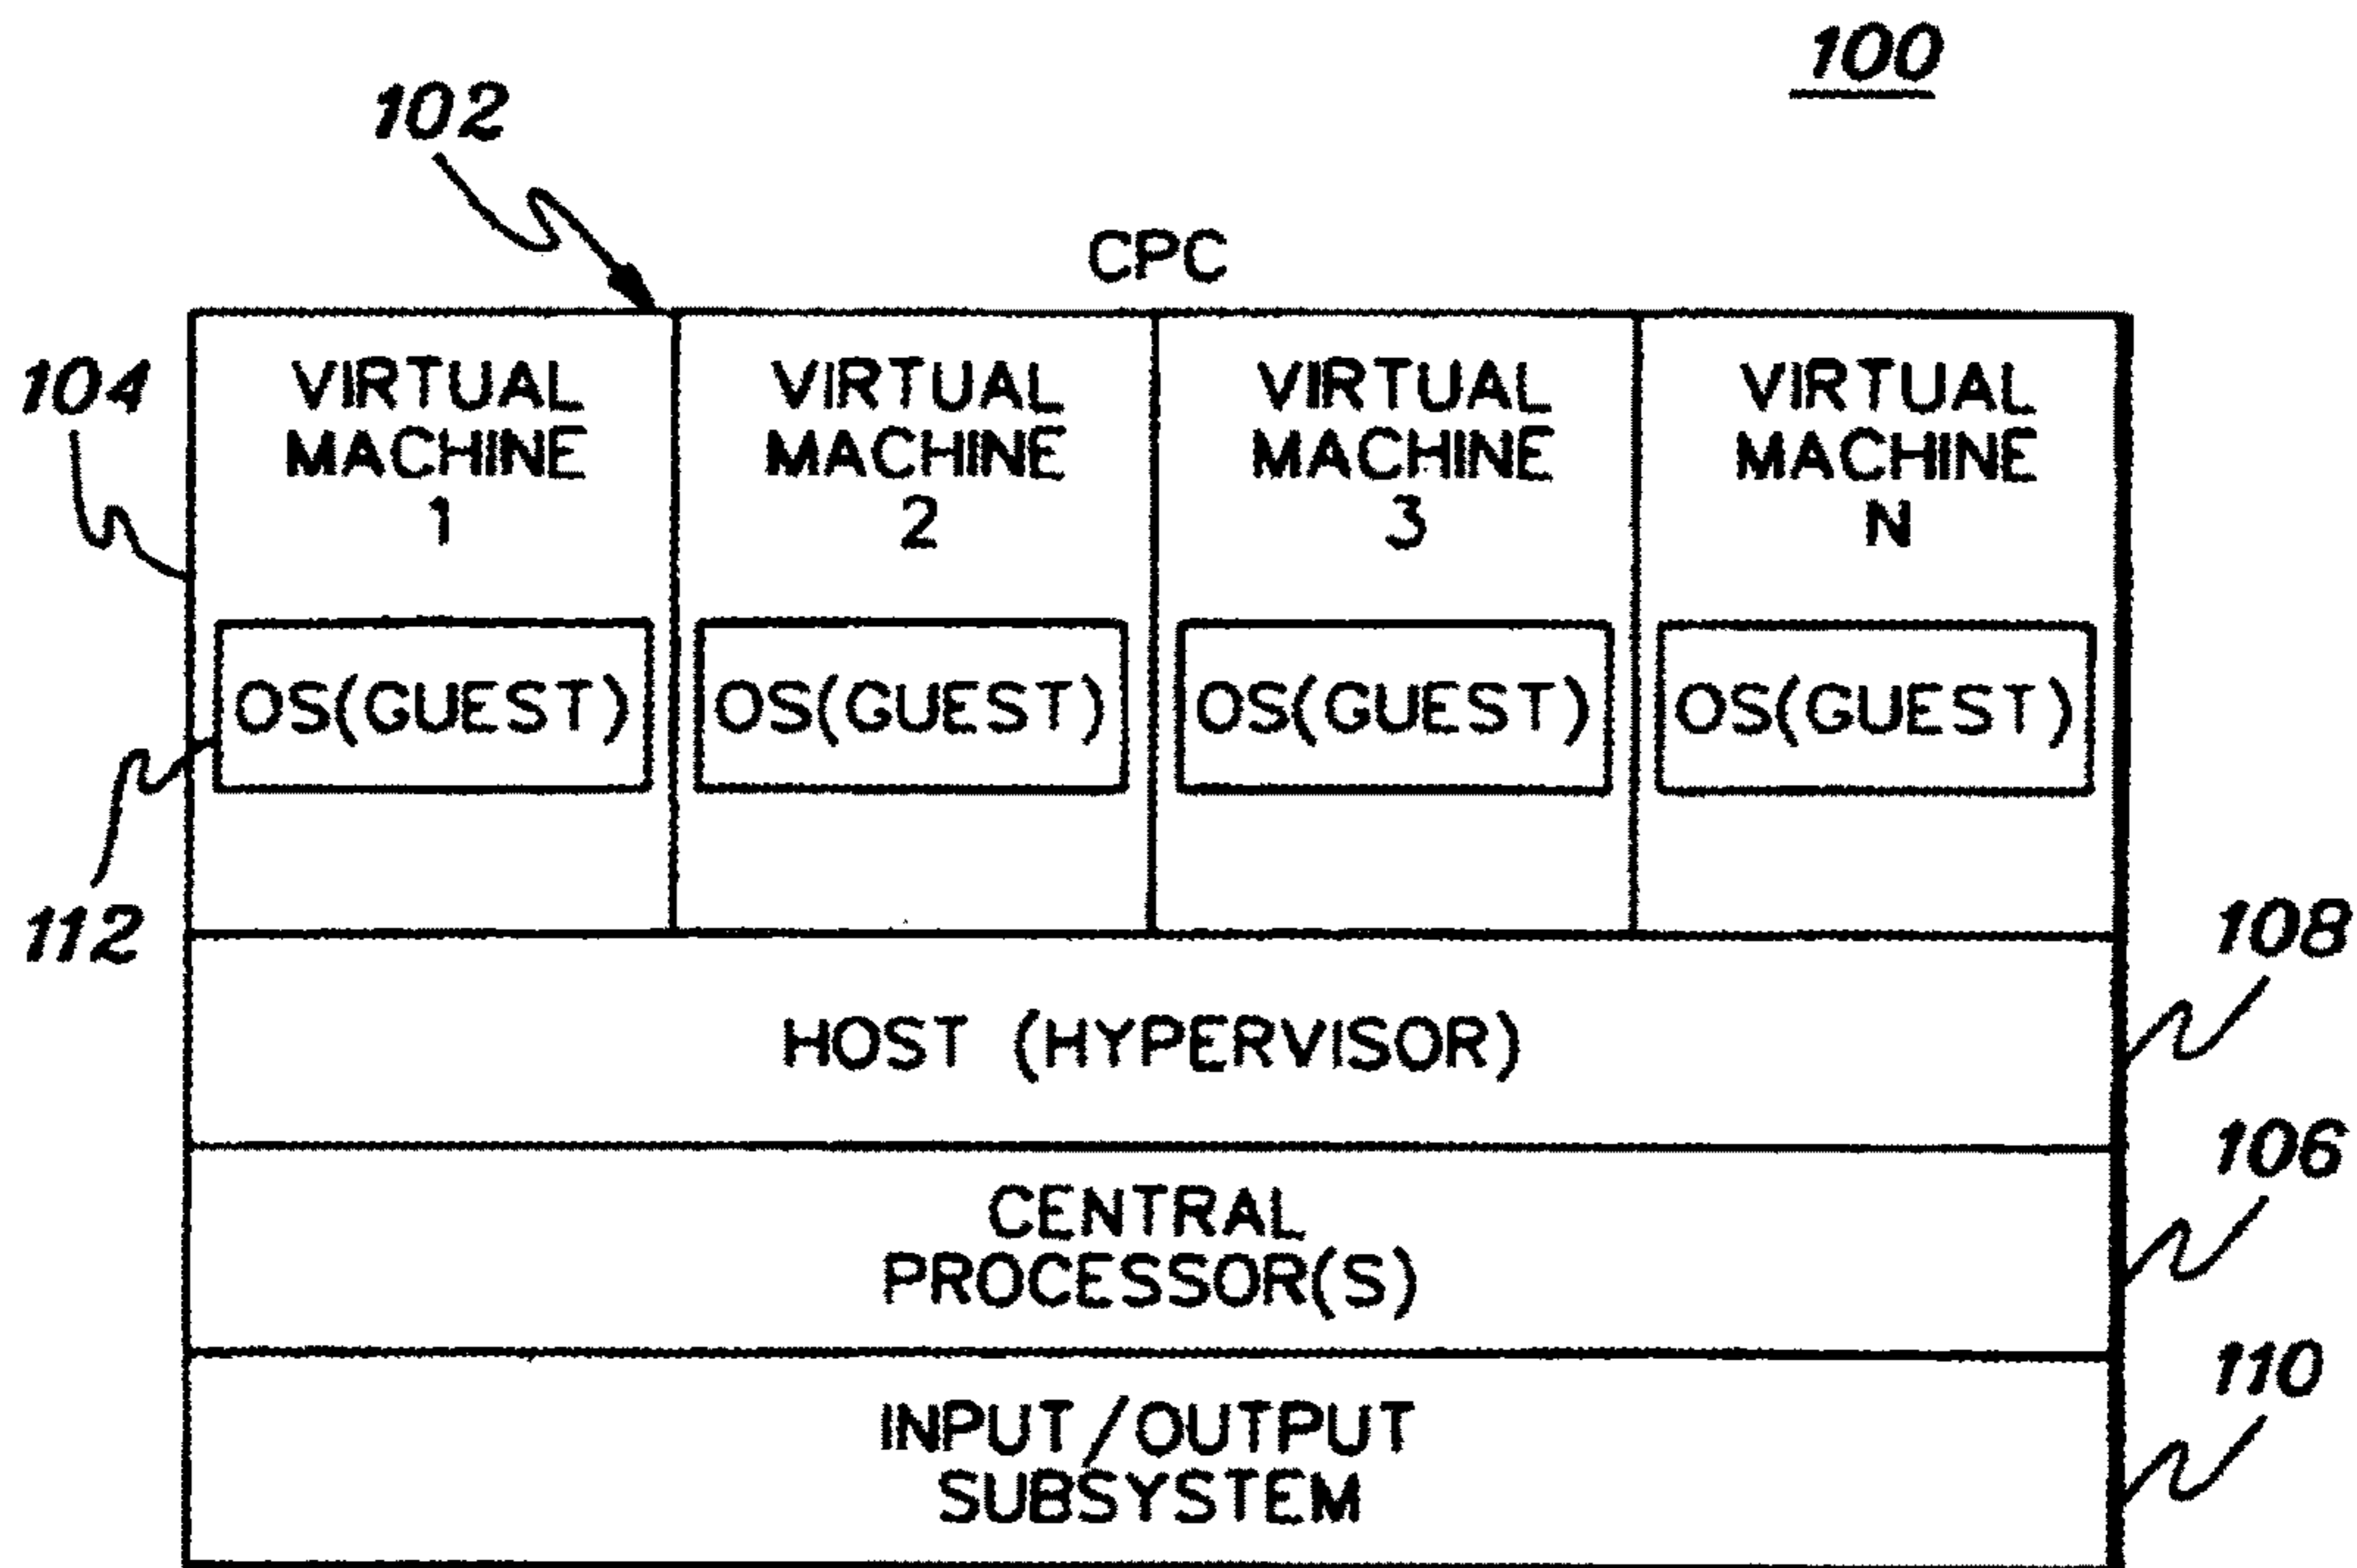 100
102
CPC
104
VIRTUAL
MACHINE
1
VIRTUAL
MACHINE
2
VIRTUAL
MACHINE
3
VIRTUAL
MACHINE
N
OS(GUEST)
OS(GUEST)
OS(GUEST)
OS(GUEST)
112
108
HOST (HYPERVISOR)
106
CENTRAL
PROCESSOR(S)
110
INPUT/OUTPUT
SUBSYSTEM